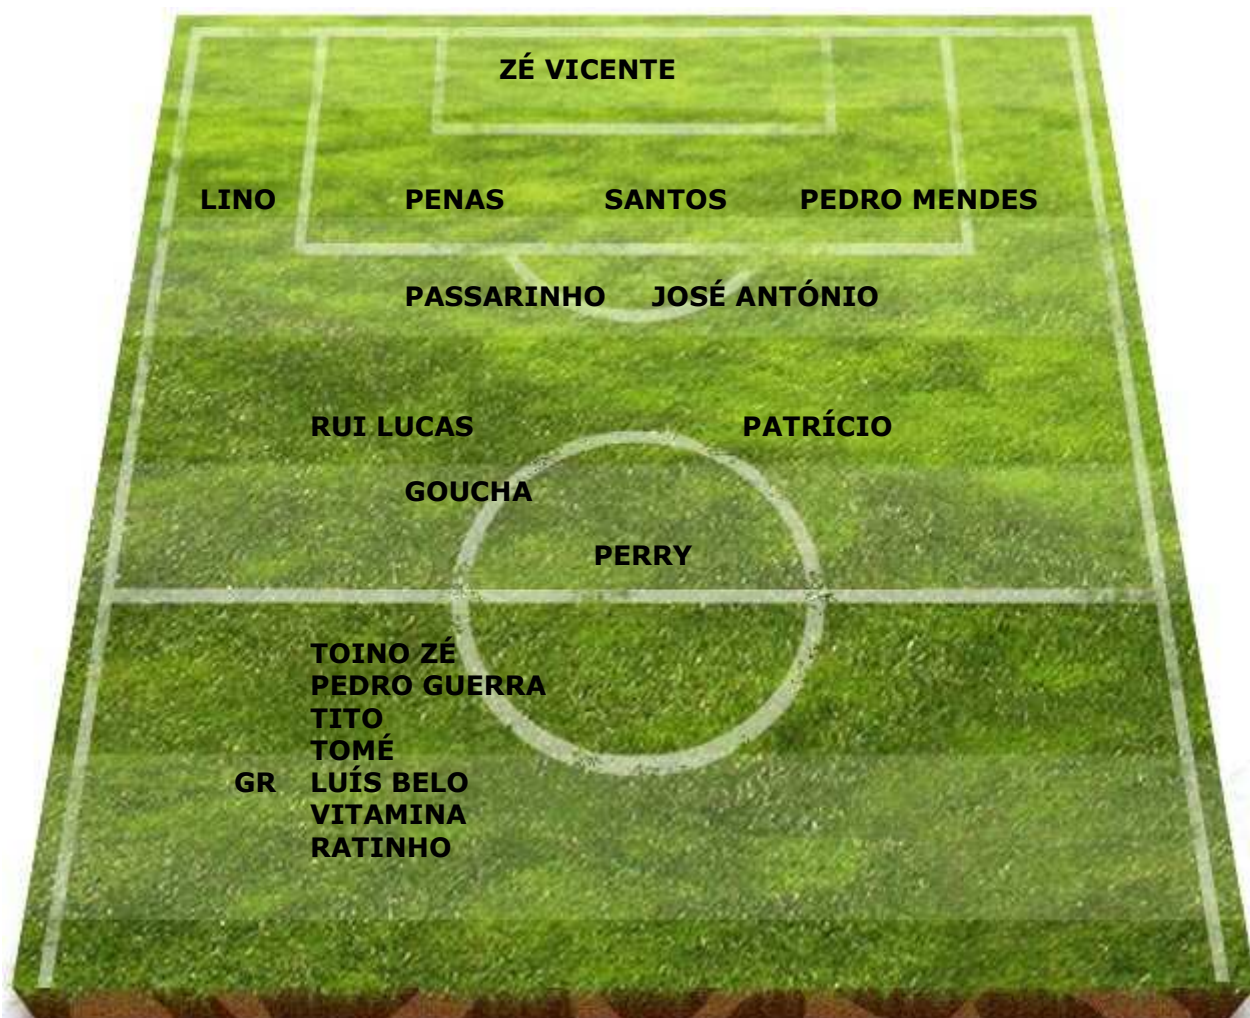 ZÉ VICENTE
LINO PENAS SANTOS PEDRO MENDES
PASSARINHO JOSÉ ANTÓNIO
RUI LUCAS PATRÍCIO
GOUCHA
PERRY
TOINO ZÉ
PEDRO GUERRA
TITO
TOMÉ
GR LUÍS BELO
VITAMINA
RATINHO